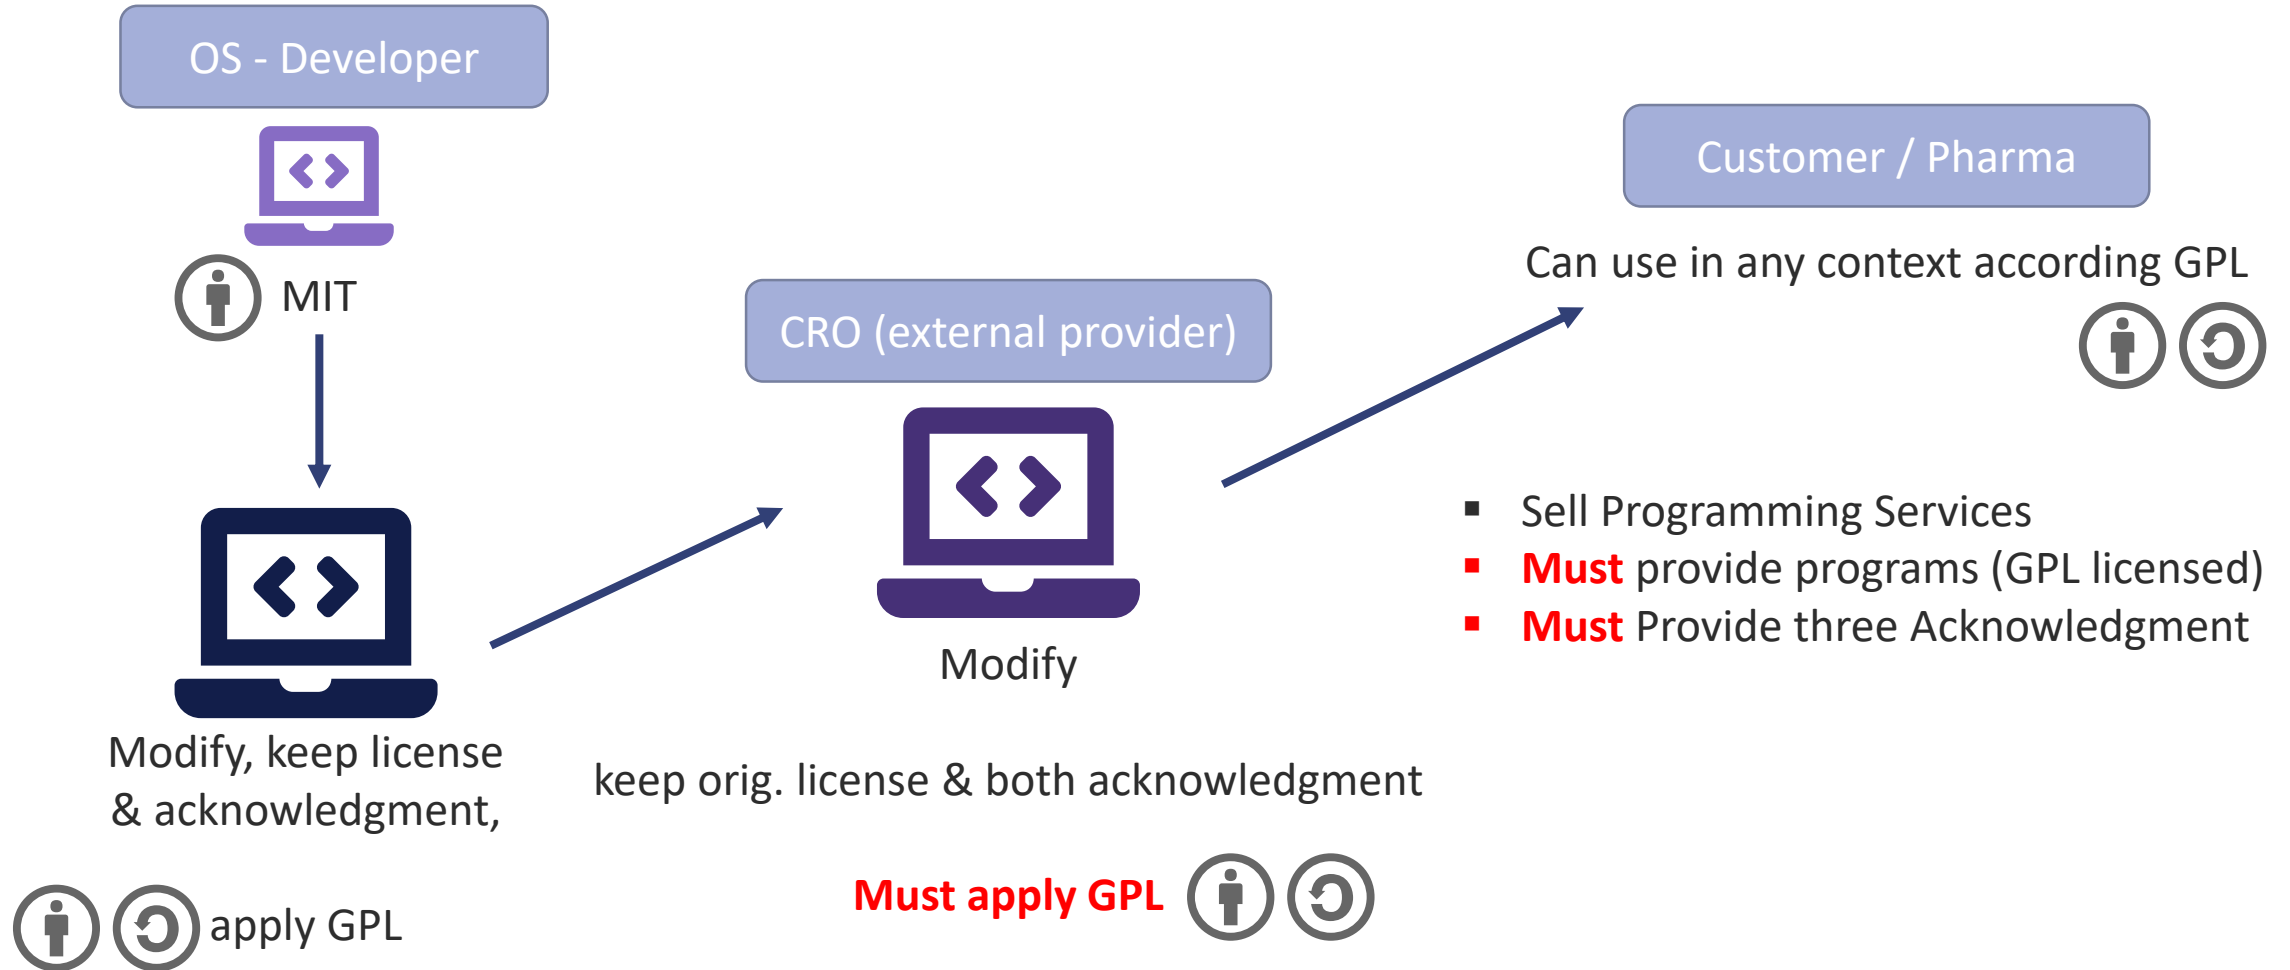 OS - Developer
MIT
Modify, keep license
& acknowledgment,
apply GPL
CRO (external provider)
Modify
keep orig. license & both acknowledgment
Must apply GPL
Customer / Pharma
Can use in any context according GPL
▪ Sell Programming Services
▪ Must provide programs (GPL licensed)
▪ Must Provide three Acknowledgment